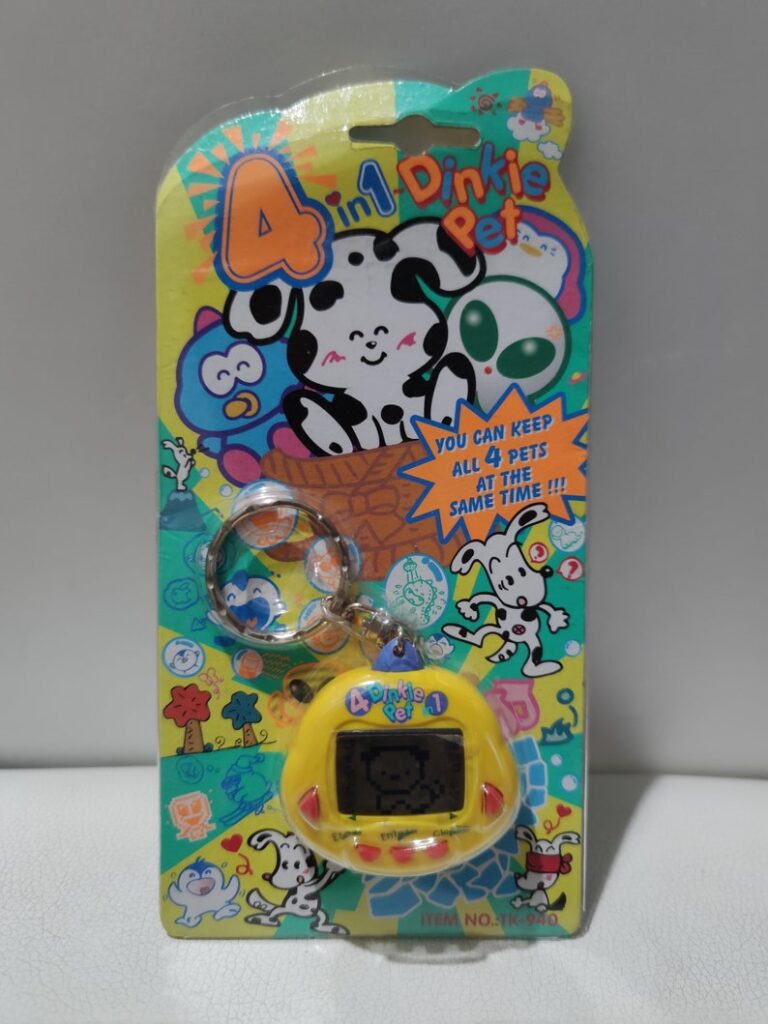 4 in 1 Dinkie
Pet
YOU CAN KEEP
ALL 4 PETS
AT THE
SAME TIME !!!
4 Dinkie in 1
Pet
ITEM NO.:TK-940